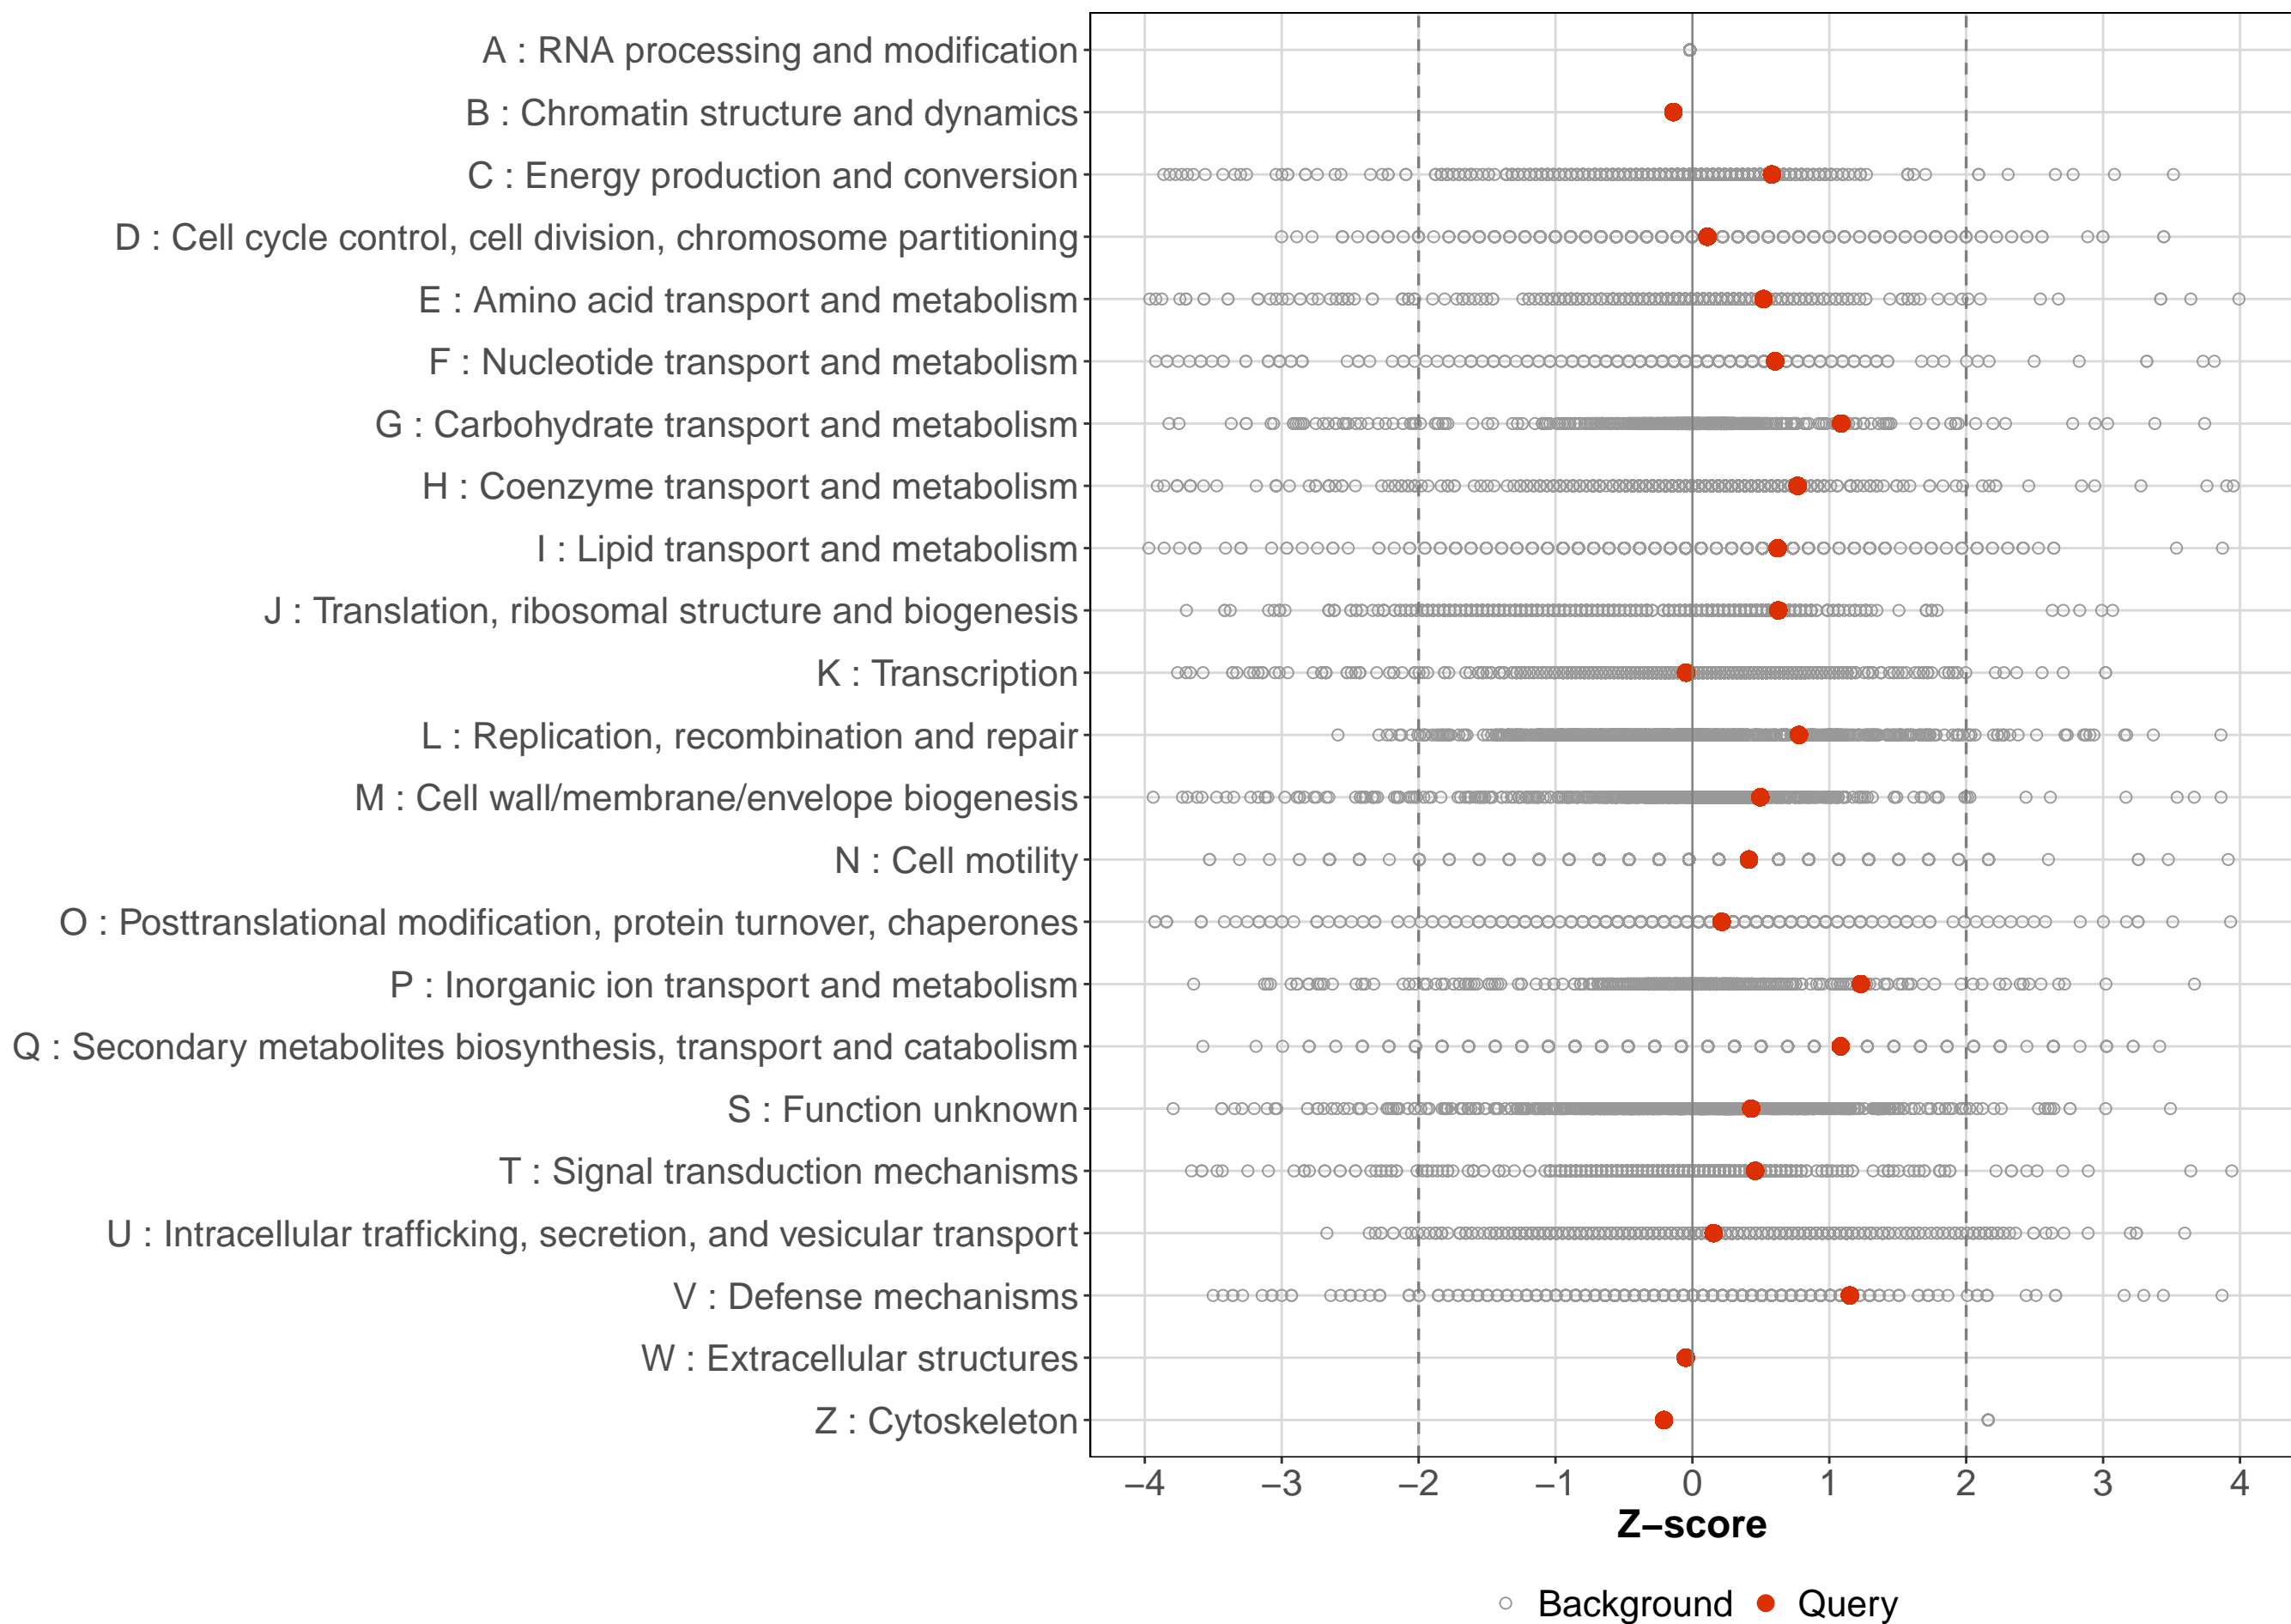 A : RNA processing and modification
B : Chromatin structure and dynamics
C : Energy production and conversion
D : Cell cycle control, cell division, chromosome partitioning
E : Amino acid transport and metabolism
F : Nucleotide transport and metabolism
G : Carbohydrate transport and metabolism
H : Coenzyme transport and metabolism
I : Lipid transport and metabolism
J : Translation, ribosomal structure and biogenesis
K : Transcription
L : Replication, recombination and repair
M : Cell wall/membrane/envelope biogenesis
N : Cell motility
O : Posttranslational modification, protein turnover, chaperones
P : Inorganic ion transport and metabolism
Q : Secondary metabolites biosynthesis, transport and catabolism
S : Function unknown
T : Signal transduction mechanisms
U : Intracellular trafficking, secretion, and vesicular transport
V : Defense mechanisms
W : Extracellular structures
Z : Cytoskeleton
−4 −3 −2 −1 0 1 2 3 4
Z−score
Background Query